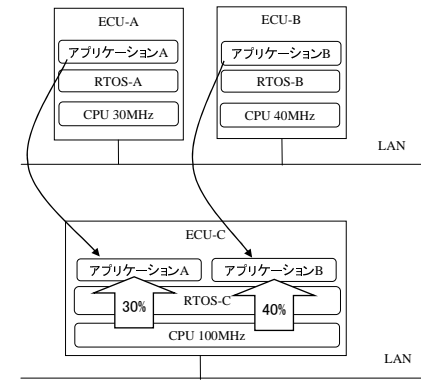 ECU-A
アプリケーションA
RTOS-A
CPU 30MHz
ECU-B
アプリケーションB
RTOS-B
CPU 40MHz
LAN
ECU-C
アプリケーションA
アプリケーションB
30%
RTOS-C
40%
CPU 100MHz
LAN